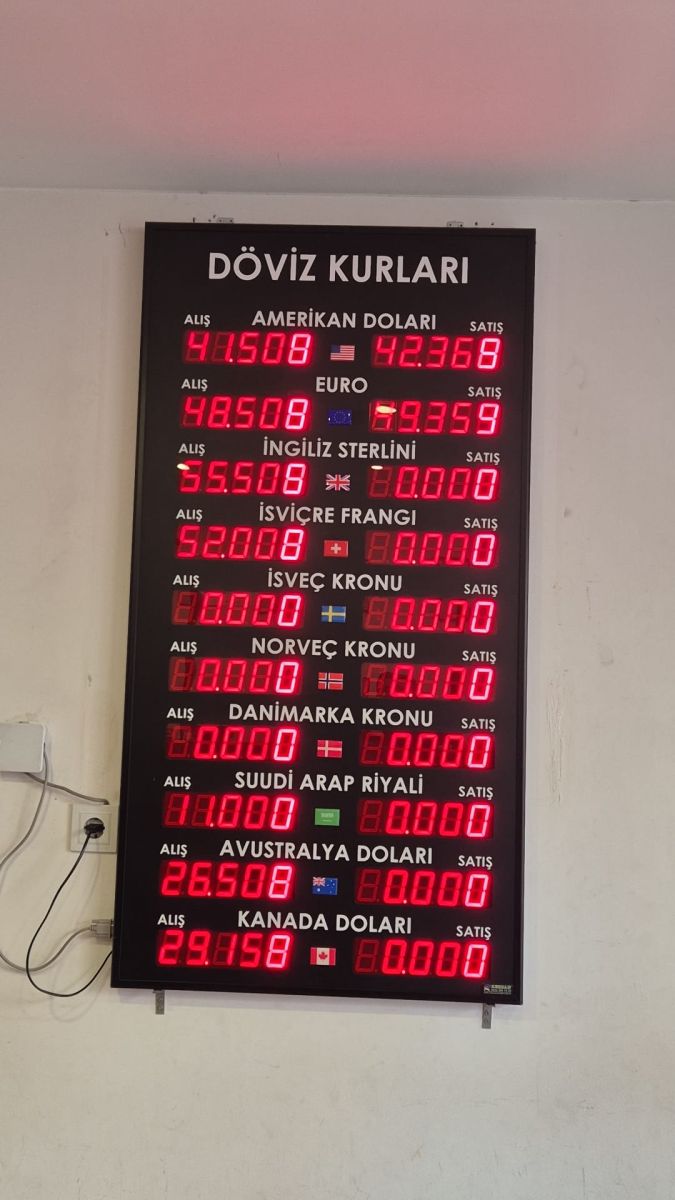 DÖVİZ KURLARI
ALIŞ AMERİKAN DOLARI SATIŞ
41.508 42.368
ALIŞ EURO SATIŞ
48.508 49.359
ALIŞ İNGİLİZ STERLİNİ SATIŞ
55.508 0.000
ALIŞ İSVİÇRE FRANGI SATIŞ
52.008 0.000
ALIŞ İSVEÇ KRONU SATIŞ
0.000 0.000
ALIŞ NORVEÇ KRONU SATIŞ
0.000 0.000
ALIŞ DANİMARKA KRONU SATIŞ
0.000 0.000
ALIŞ SUUDİ ARAP RİYALİ SATIŞ
11.000 0.000
ALIŞ AVUSTRALYA DOLARI SATIŞ
26.508 0.000
ALIŞ KANADA DOLARI SATIŞ
29.158 0.000